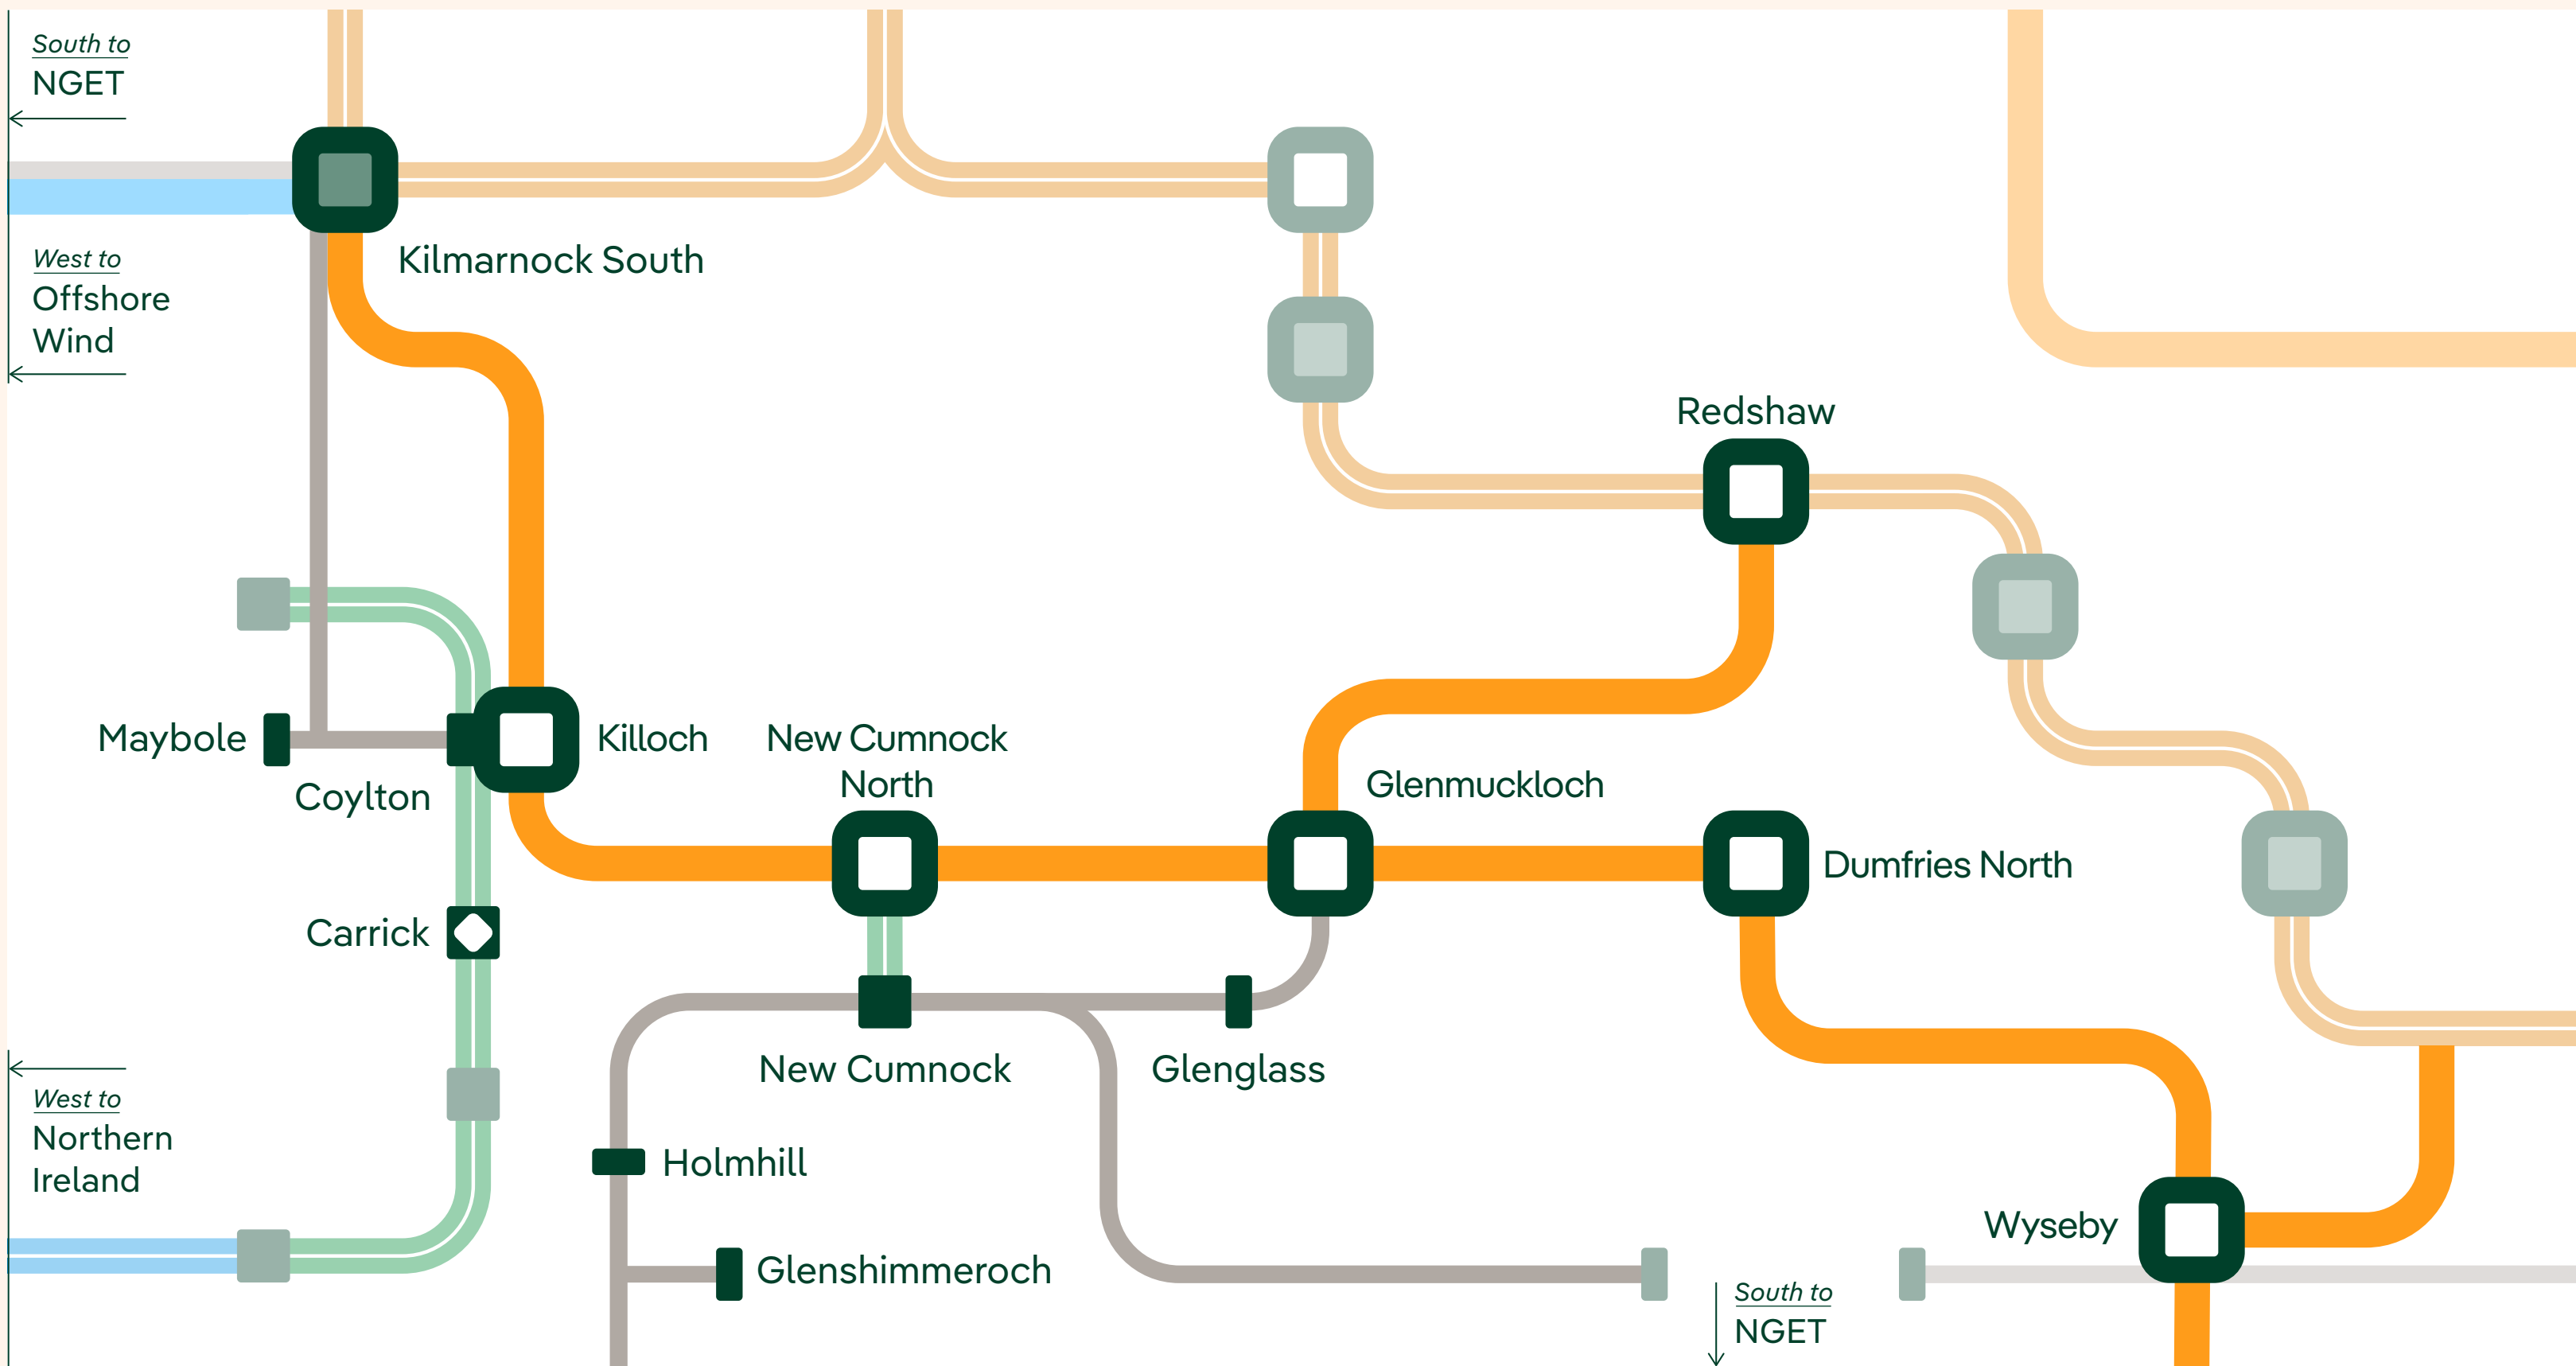 South to
NGET
West to
Offshore
Wind
Kilmarnock South
Redshaw
Maybole
Killoch
New Cumnock
North
Coylton
Glenmuckloch
Dumfries North
Carrick
New Cumnock
Glenglass
West to
Northern
Ireland
Holmhill
Wyseby
Glenshimmeroch
South to
NGET